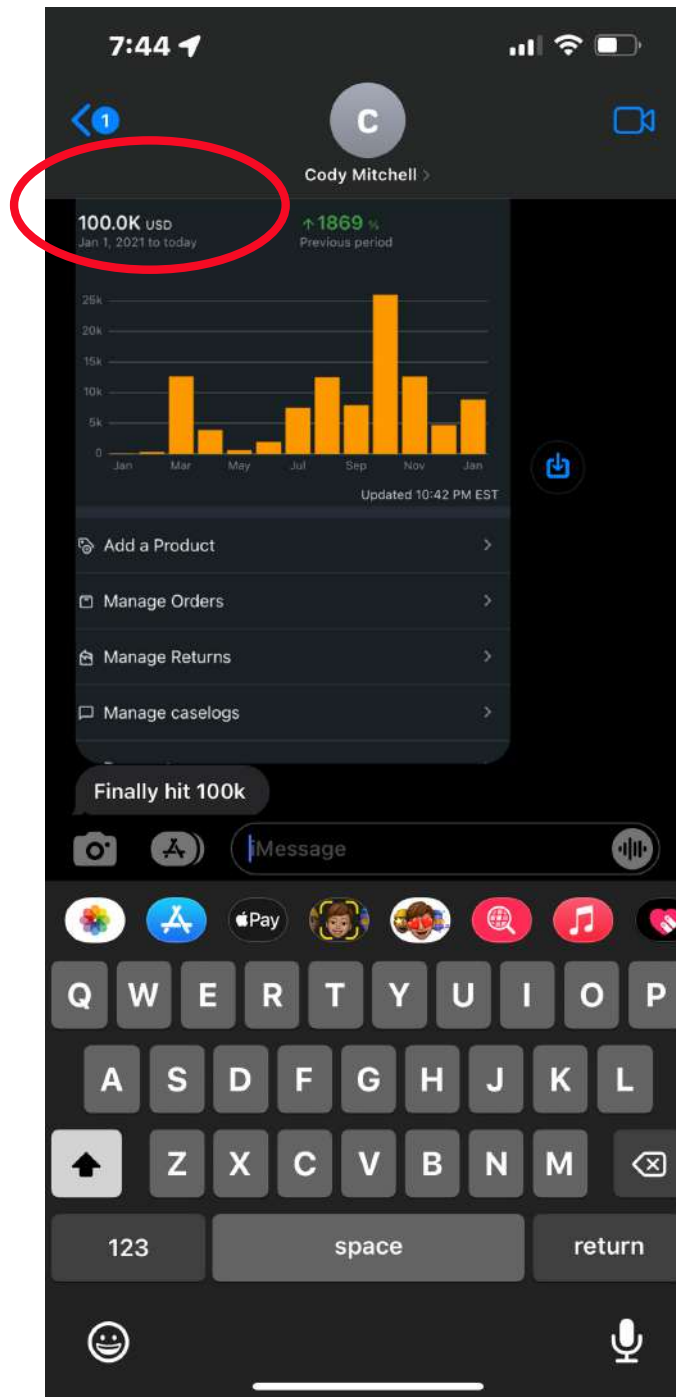 7:44
1
C
Cody Mitchell >
100.0K USD
Jan 1, 2021 to today
↑ 1869 %
Previous period
25k
20k
15k
10k
5k
0
Jan Mar May Jul Sep Nov Jan
Updated 10:42 PM EST
Add a Product
Manage Orders
Manage Returns
Manage caselogs
Finally hit 100k
iMessage
Pay
Q W E R T Y U I O P
A S D F G H J K L
Z X C V B N M
123 space return